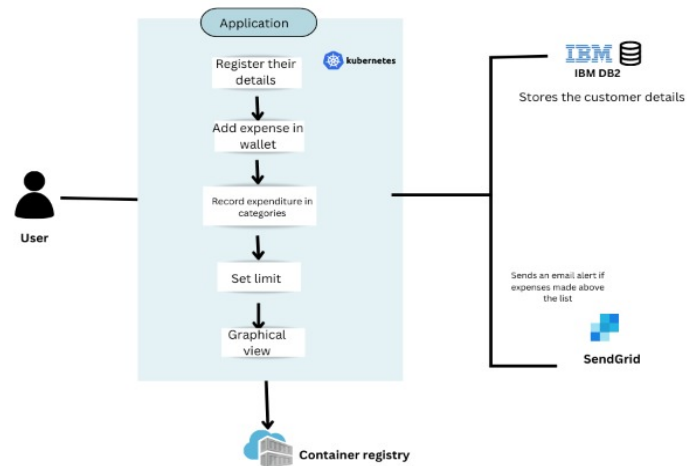 Application
kubernetes
Register their
details
Add expense in
wallet
Record expenditure in
categories
Set limit
Graphical
view
User
Container registry
IBM
IBM DB2
Stores the customer details
Sends an email alert if
expenses made above
the list
SendGrid